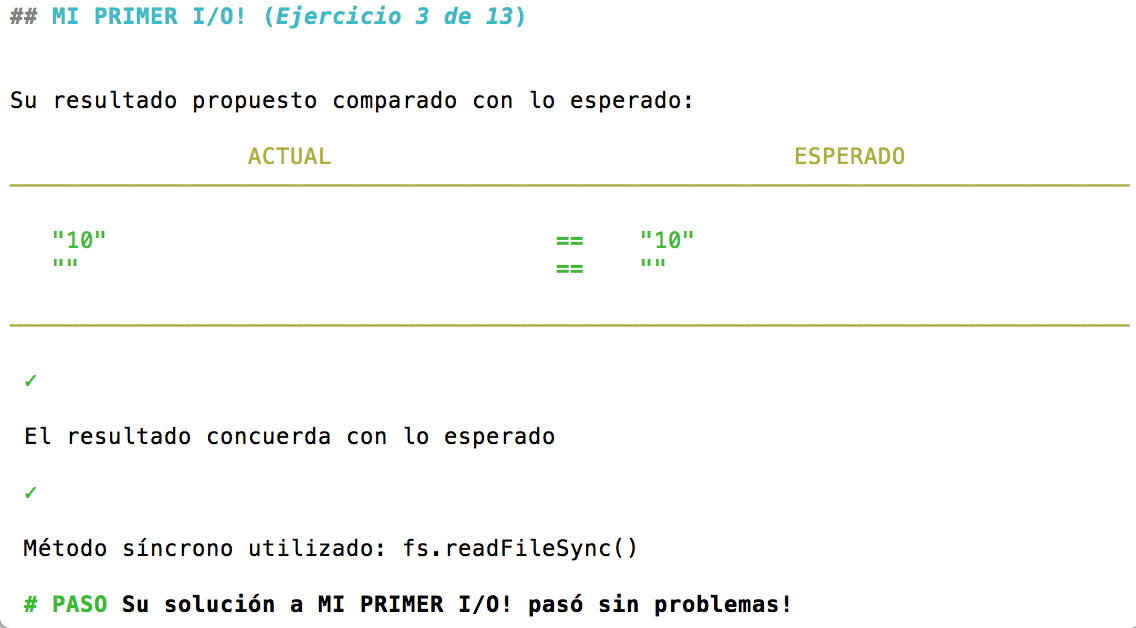 ## MI PRIMER I/O! (Ejercicio 3 de 13)
Su resultado propuesto comparado con lo esperado:
ACTUAL ESPERADO
"10" == "10"
"" == ""
✓
El resultado concuerda con lo esperado
✓
Método síncrono utilizado: fs.readFileSync()
# PASO Su solución a MI PRIMER I/O! pasó sin problemas!